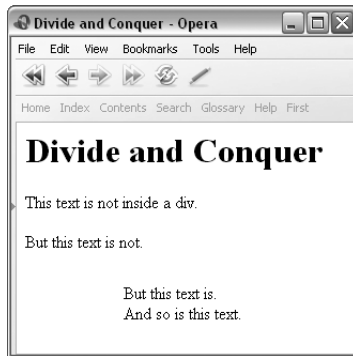 Divide and Conquer - Opera
File Edit View Bookmarks Tools Help
Home Index Contents Search Glossary Help First
Divide and Conquer
This text is not inside a div.
But this text is not.
But this text is.
And so is this text.